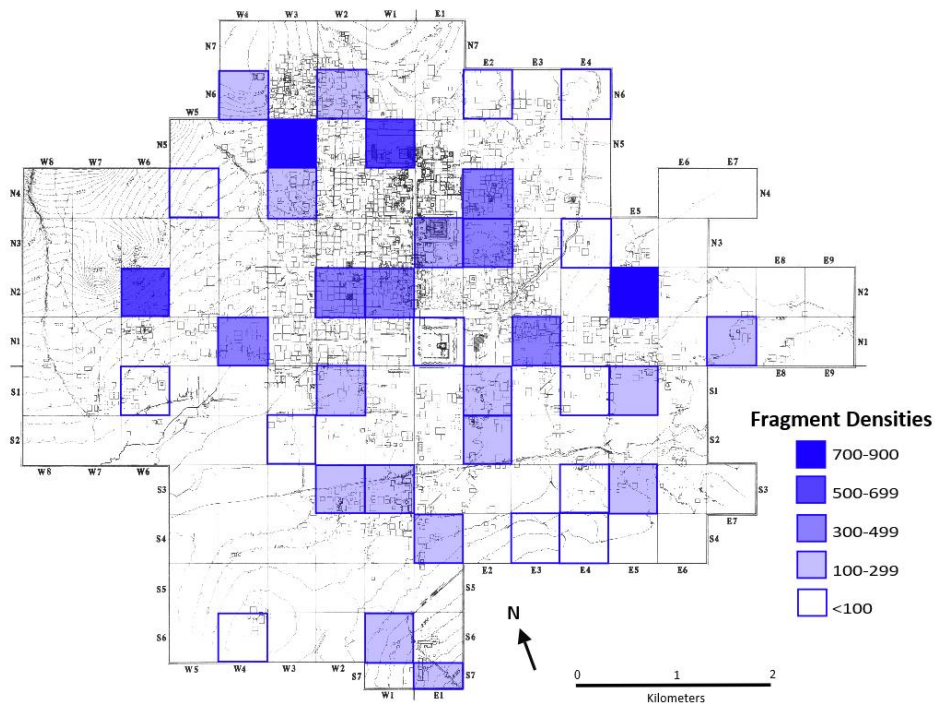 W4 W3 W2 W1 E1
N7 N7
E2 E3 E4
N6 N6
W5
N5 N5
W8 W7 W6 E6 E7
N4 N4
E5
N3 N3
E8 E9
N2 N2
N1 N1
E8 E9
S1 S1
S2 S2
W8 W7 W6
S3 S3
E7
S4 S4
E2 E3 E4 E5 E6
S5 S5
S6 S6
W5 W4 W3 W2 S7 S7
W1 E1
Fragment Densities
700-900
500-699
300-499
100-299
<100
N
0 1 2
Kilometers